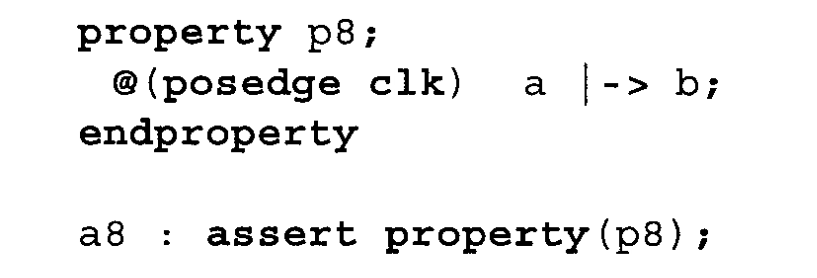 property p8;
@(posedge clk) a |-> b;
endproperty
a8 : assert property(p8);